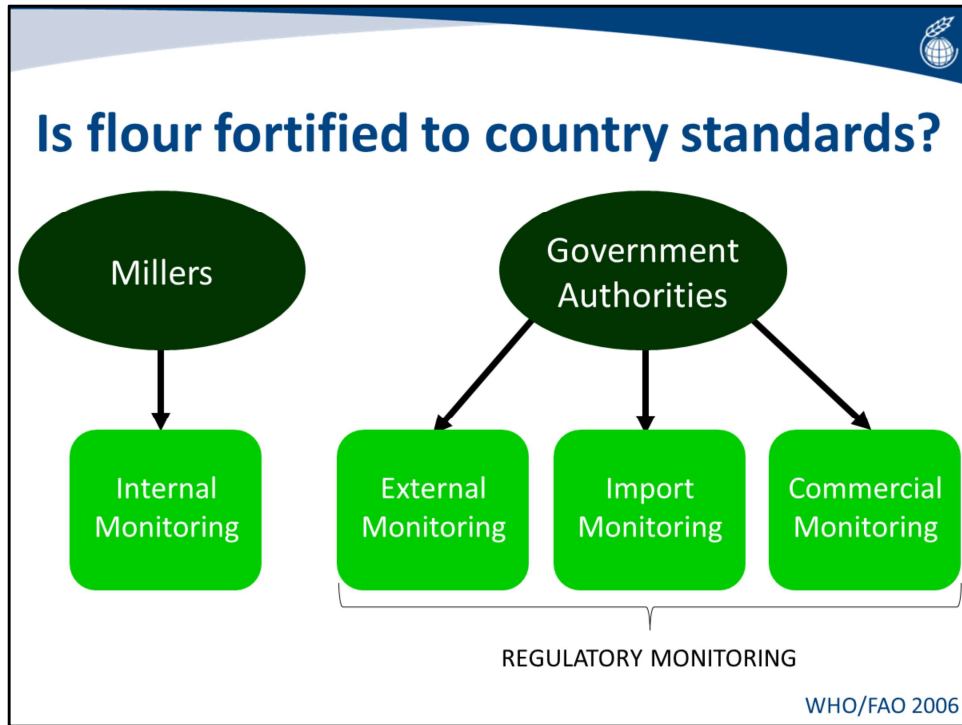 Is flour fortified to country standards?
Millers
Government
Authorities
Internal
Monitoring
External
Monitoring
Import
Monitoring
Commercial
Monitoring
REGULATORY MONITORING
WHO/FAO 2006